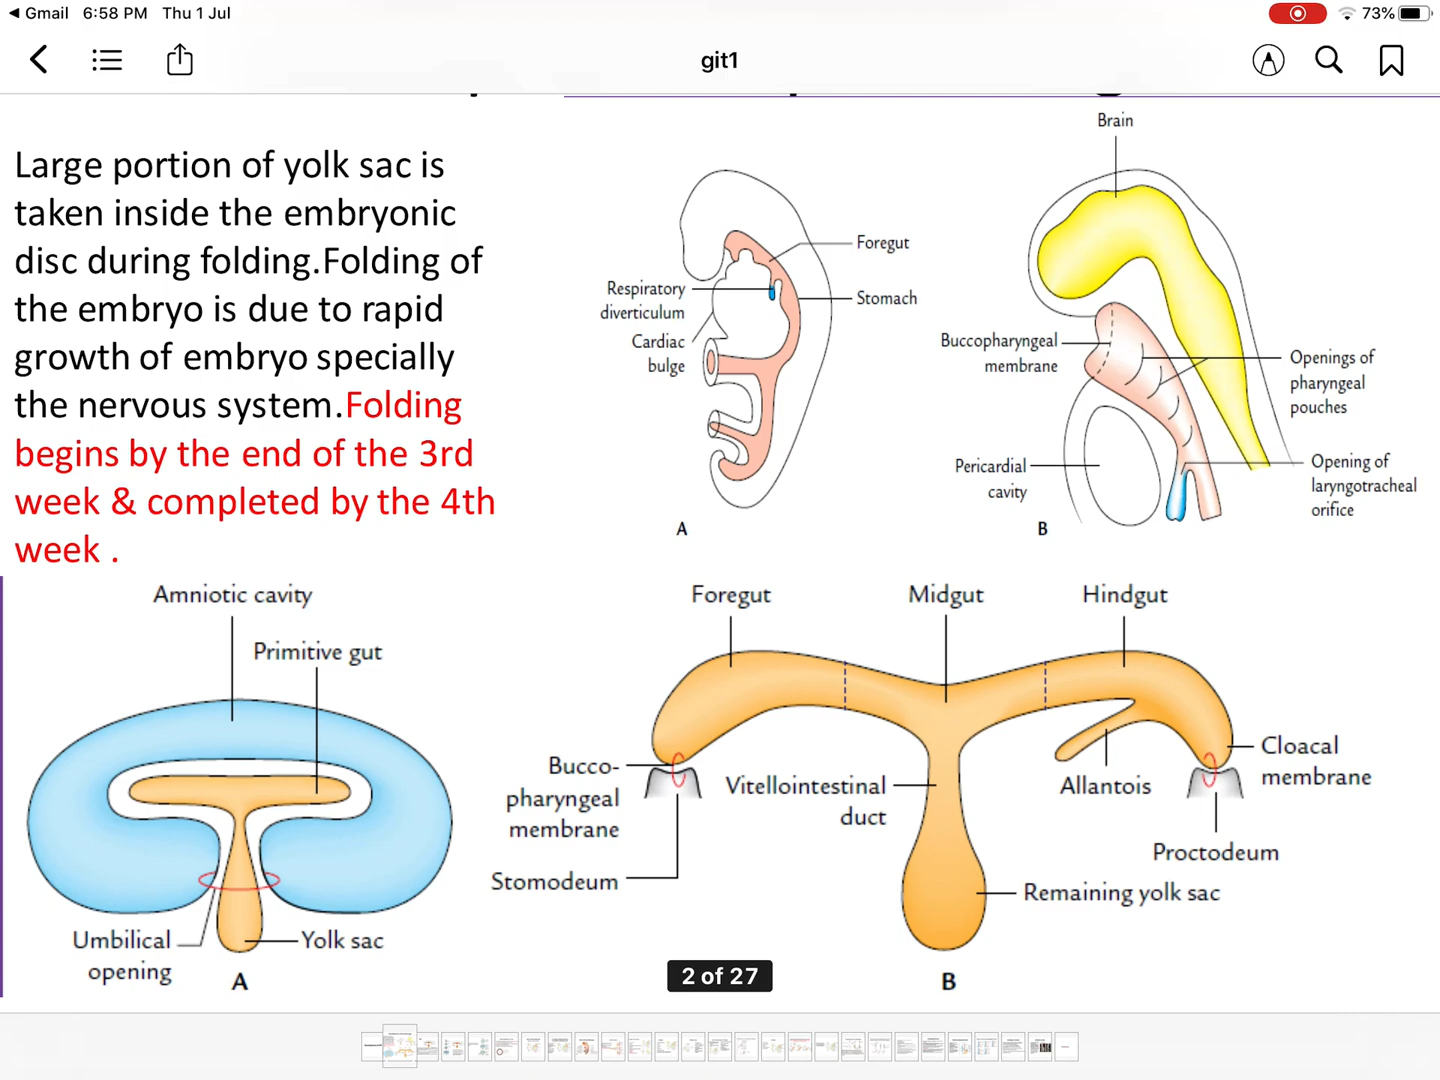 Gmail 6:58 PM Thu 1 Jul
73%
git1
Large portion of yolk sac is
taken inside the embryonic
disc during folding.Folding of
the embryo is due to rapid
growth of embryo specially
the nervous system.Folding
begins by the end of the 3rd
week & completed by the 4th
week .
Foregut
Respiratory
diverticulum
Stomach
Cardiac
bulge
A
Brain
Buccopharyngeal
membrane
Openings of
pharyngeal
pouches
Pericardial
cavity
Opening of
laryngotracheal
orifice
B
Amniotic cavity
Primitive gut
Umbilical
opening
Yolk sac
A
Foregut
Midgut
Hindgut
Bucco-
pharyngeal
membrane
Stomodeum
Vitellointestinal
duct
Allantois
Cloacal
membrane
Proctodeum
Remaining yolk sac
B
2 of 27